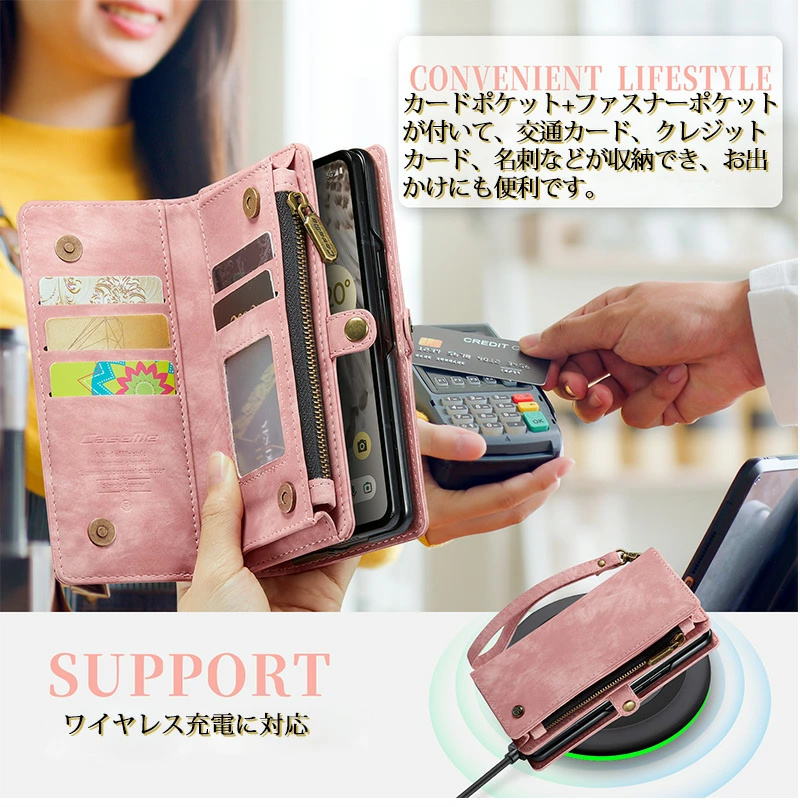 CONVENIENT LIFESTYLE
カードポケット+ファスナーポケット
が付いて、交通カード、クレジット
カード、名刺などが収納でき、お出
かけにも便利です。
CREDIT
OK
CaseMe
SUPPORT
ワイヤレス充電に対応